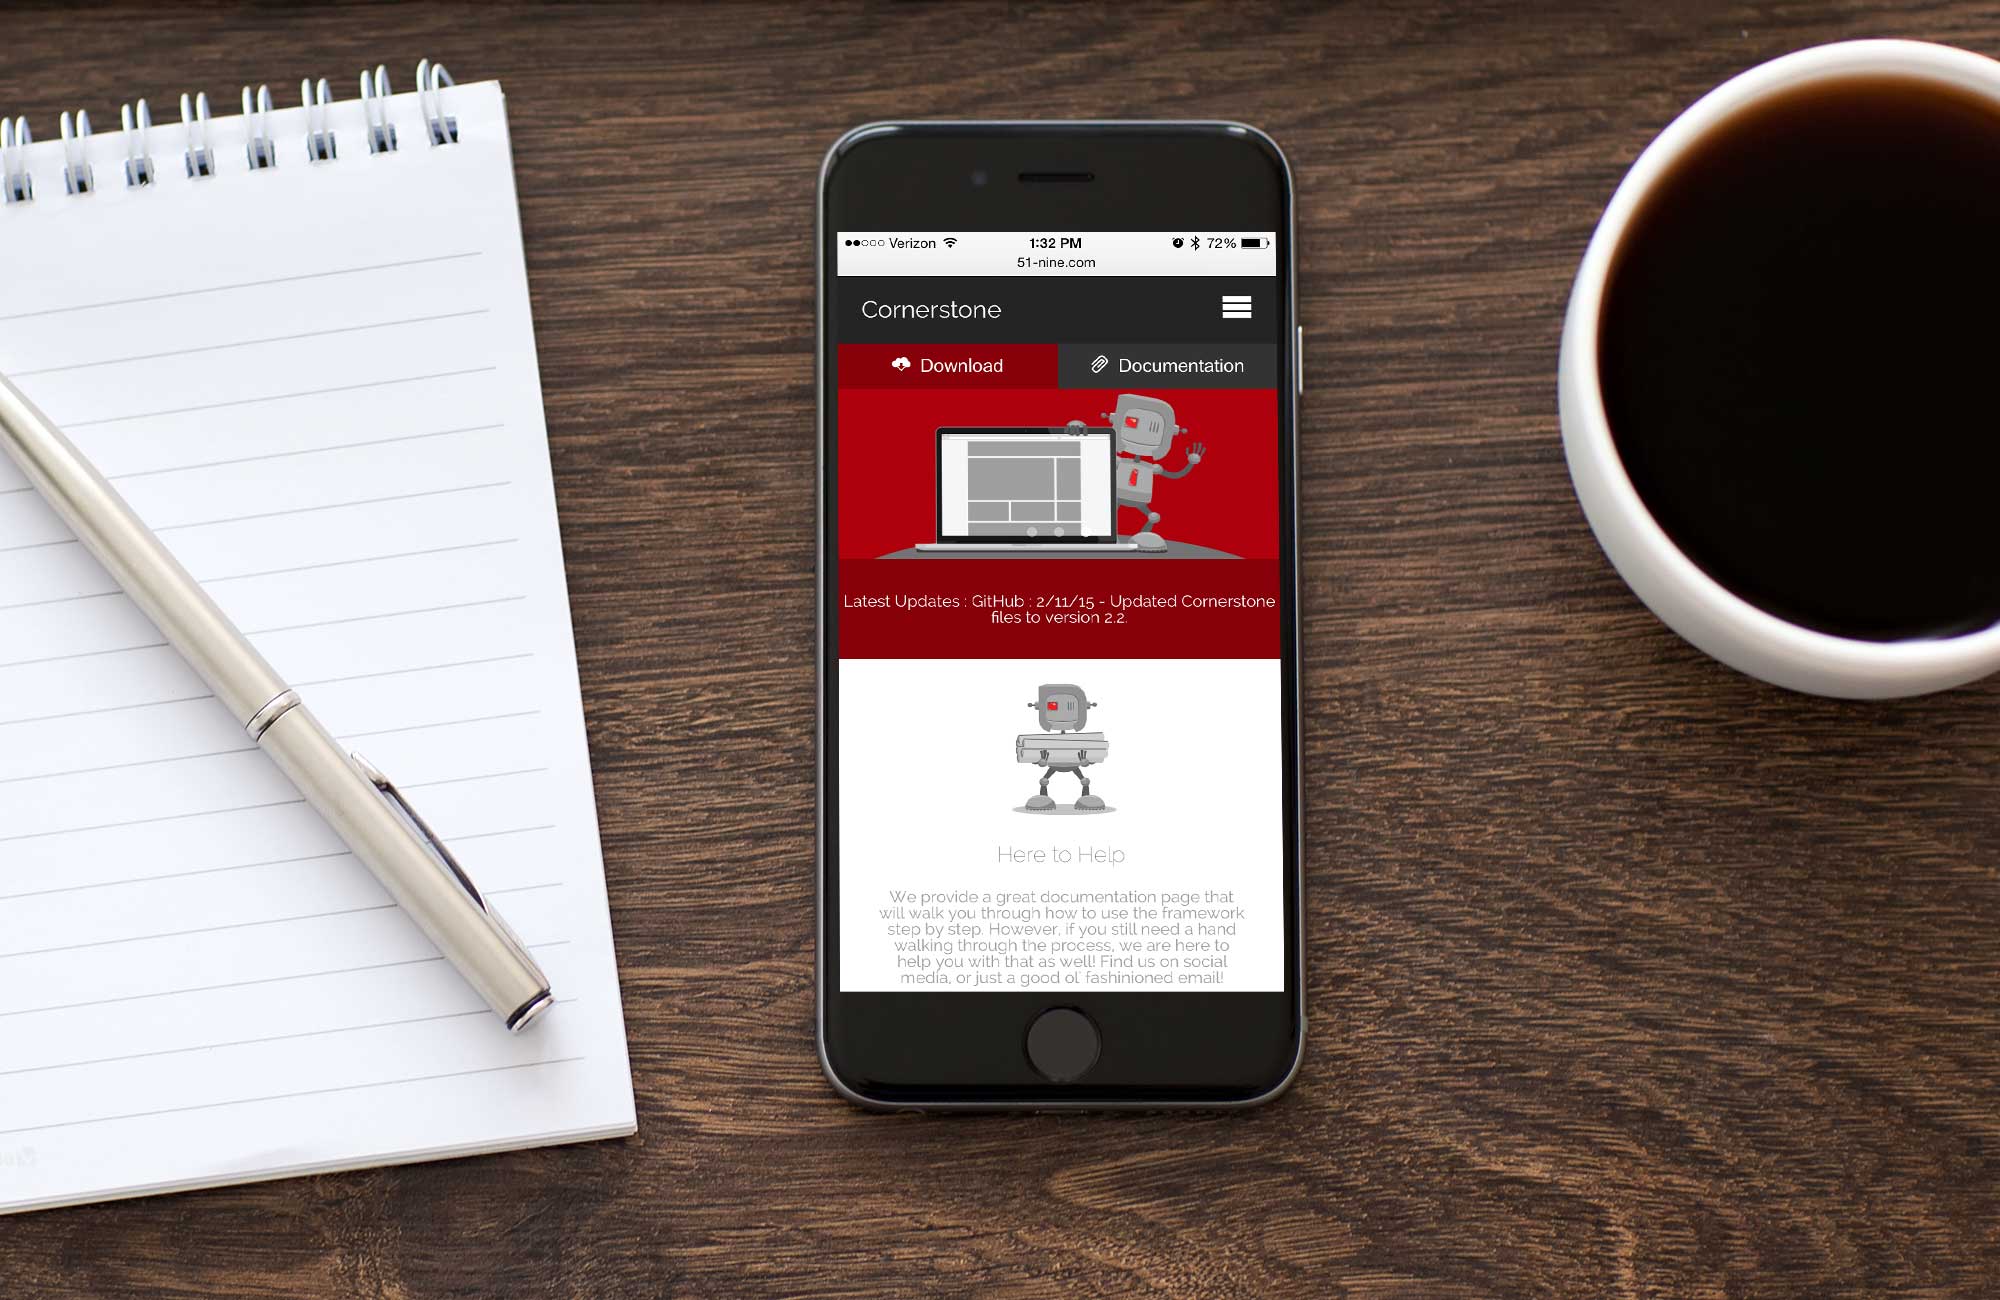 Verizon 1:32 PM 72%
51-nine.com
Cornerstone
Download Documentation
Latest Updates : GitHub : 2/11/15 - Updated Cornerstone
files to version 2.2.
Here to Help
We provide a great documentation page that
will walk you through how to use the framework
step by step. However, if you still need a hand
walking through the process, we are here to
help you with that as well! Find us on social
media, or just a good ol' fashinioned email!